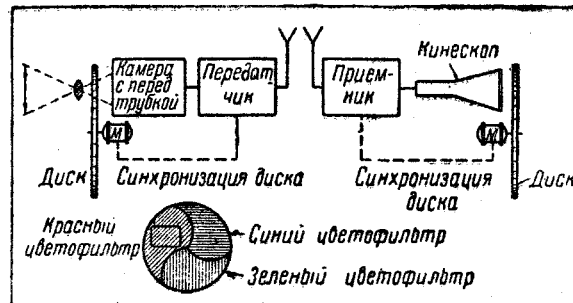 Камера
с перед
трубкой
Передат-
чик
Прием-
ник
Кинескоп
М
М
Диск
Синхронизация диска
Синхронизация
диска
Диск
Красный
цветофильтр
Синий цветофильтр
Зеленый цветофильтр